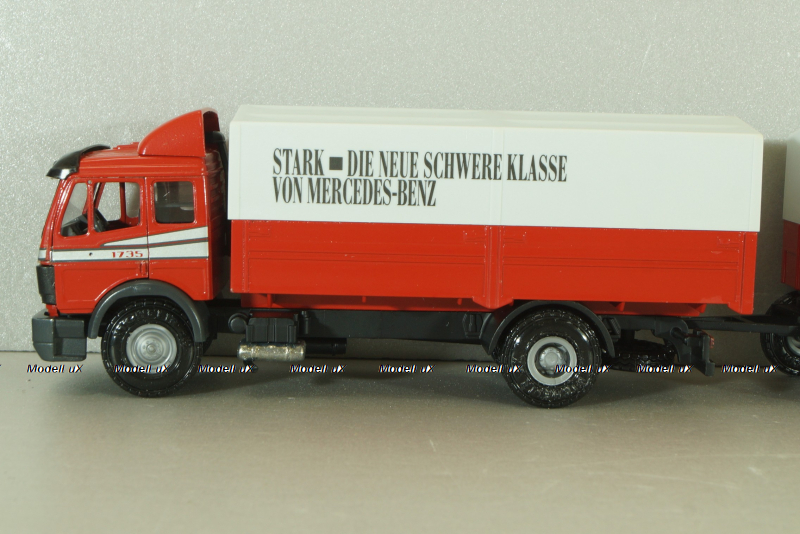 STARK ■ DIE NEUE SCHWERE KLASSE
VON MERCEDES-BENZ
1735
Modell uX Modell uX Modell uX Modell uX Modell uX Modell uX Modell uX Modell uX Modell uX